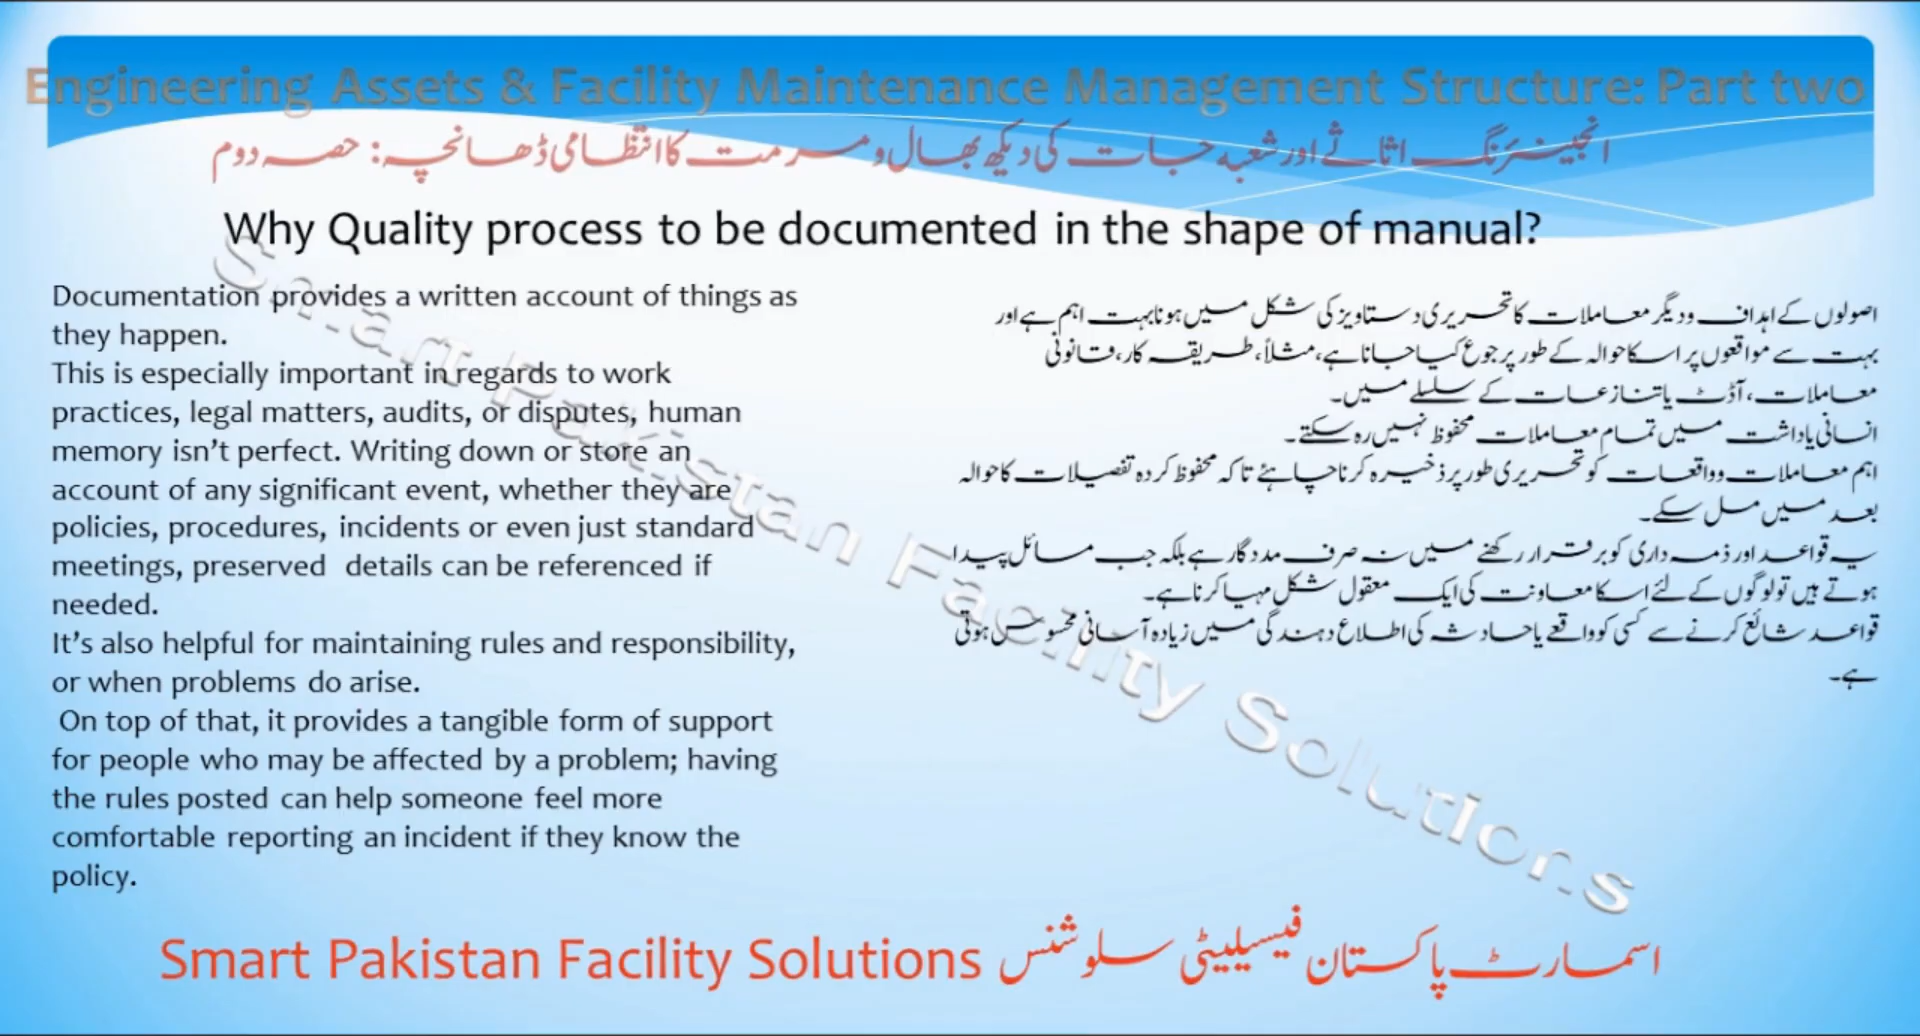 Engineering Assets & Facility Maintenance Management Structure: Part two
انجینئرنگ اثاثے اور شعبہ جات کی دیکھ بھال و مرمت کا انتظامی ڈھانچہ: حصہ دوم
Why Quality process to be documented in the shape of manual?
Documentation provides a written account of things as
they happen.
This is especially important in regards to work
practices, legal matters, audits, or disputes, human
memory isn’t perfect. Writing down or store an
account of any significant event, whether they are
policies, procedures, incidents or even just standard
meetings, preserved details can be referenced if
needed.
It’s also helpful for maintaining rules and responsibility,
or when problems do arise.
On top of that, it provides a tangible form of support
for people who may be affected by a problem; having
the rules posted can help someone feel more
comfortable reporting an incident if they know the
policy.
اصولوں کے اہداف و دیگر معاملات کا تحریری دستاویز کی شکل میں ہونا بہت اہم ہے اور
بہت سے مواقعوں پر اسکا حوالہ کے طور پر جوع کیا جانا ہے، مثلاً، طریقہ کار، قانونی
معاملات، آڈٹ یا تنازعات کے سلسلے میں۔
انسانی یاداشت میں تمام معاملات محفوظ نہیں رہ سکتے۔
اہم معاملات و واقعات کو تحریری طور پر ذخیرہ کرنا چاہئے تاکہ محفوظ کردہ تفصیلات کا حوالہ
بعد میں مل سکے۔
یہ قواعد اور ذمہ داری کو برقرار رکھنے میں نہ صرف مددگار ہے بلکہ جب مسائل پیدا
ہوتے ہیں تو لوگوں کے لئے اسکا معاونت کی ایک معقول شکل مہیا کرنا ہے۔
قواعد شائع کرنے سے کسی کو واقعے یا حادثہ کی اطلاع دہندگی میں زیادہ آسانی محسوس ہوتی
ہے۔
Smart Pakistan Facility Solutions
Smart Pakistan Facility Solutions اسمارٹ پاکستان فیسیلیٹی سلوشنس